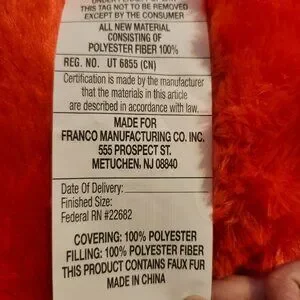 UNDER PENALTY OF LAW
THIS TAG NOT TO BE REMOVED
EXCEPT BY THE CONSUMER
ALL NEW MATERIAL
CONSISTING OF
POLYESTER FIBER 100%
REG. NO. UT 6855 (CN)
Certification is made by the manufacturer
that the materials in this article
are described in accordance with law.
MADE FOR
FRANCO MANUFACTURING CO. INC.
555 PROSPECT ST.
METUCHEN, NJ 08840
Date Of Delivery:
Finished Size:
Federal RN #22682
COVERING: 100% POLYESTER
FILLING: 100% POLYESTER FIBER
THIS PRODUCT CONTAINS FAUX FUR
MADE IN CHINA